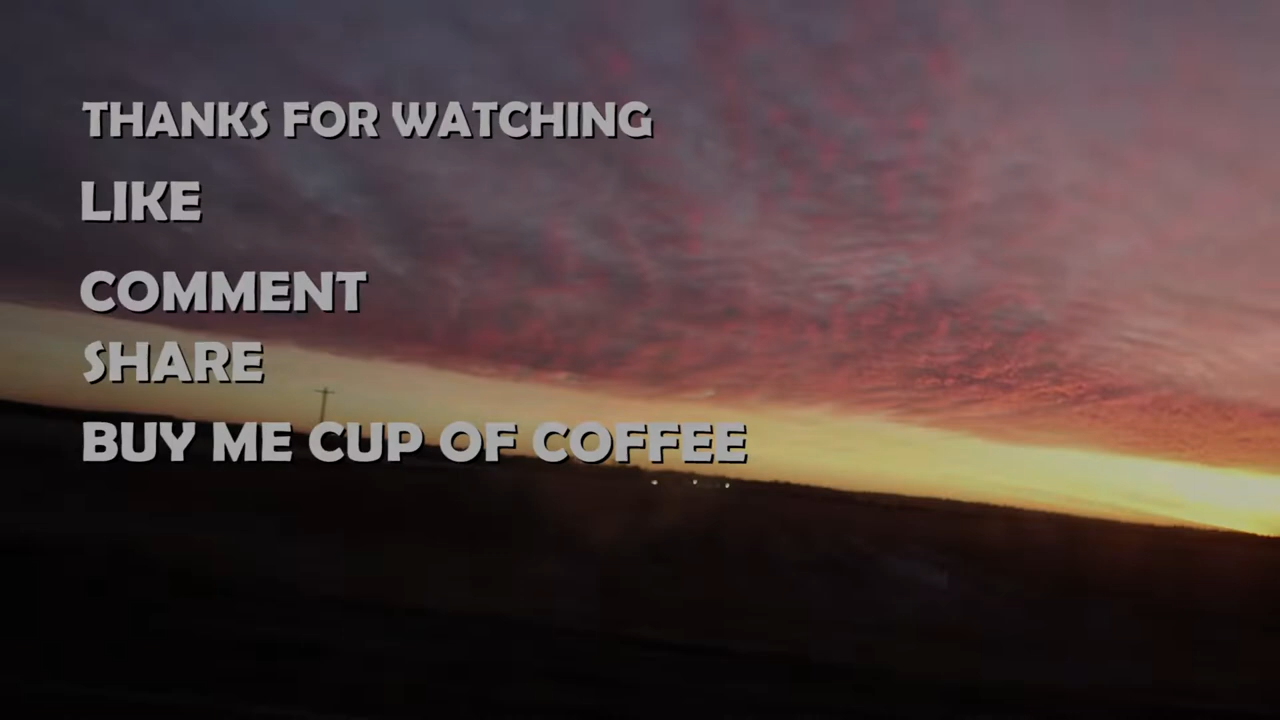 THANKS FOR WATCHING
LIKE
COMMENT
SHARE
BUY ME CUP OF COFFEE